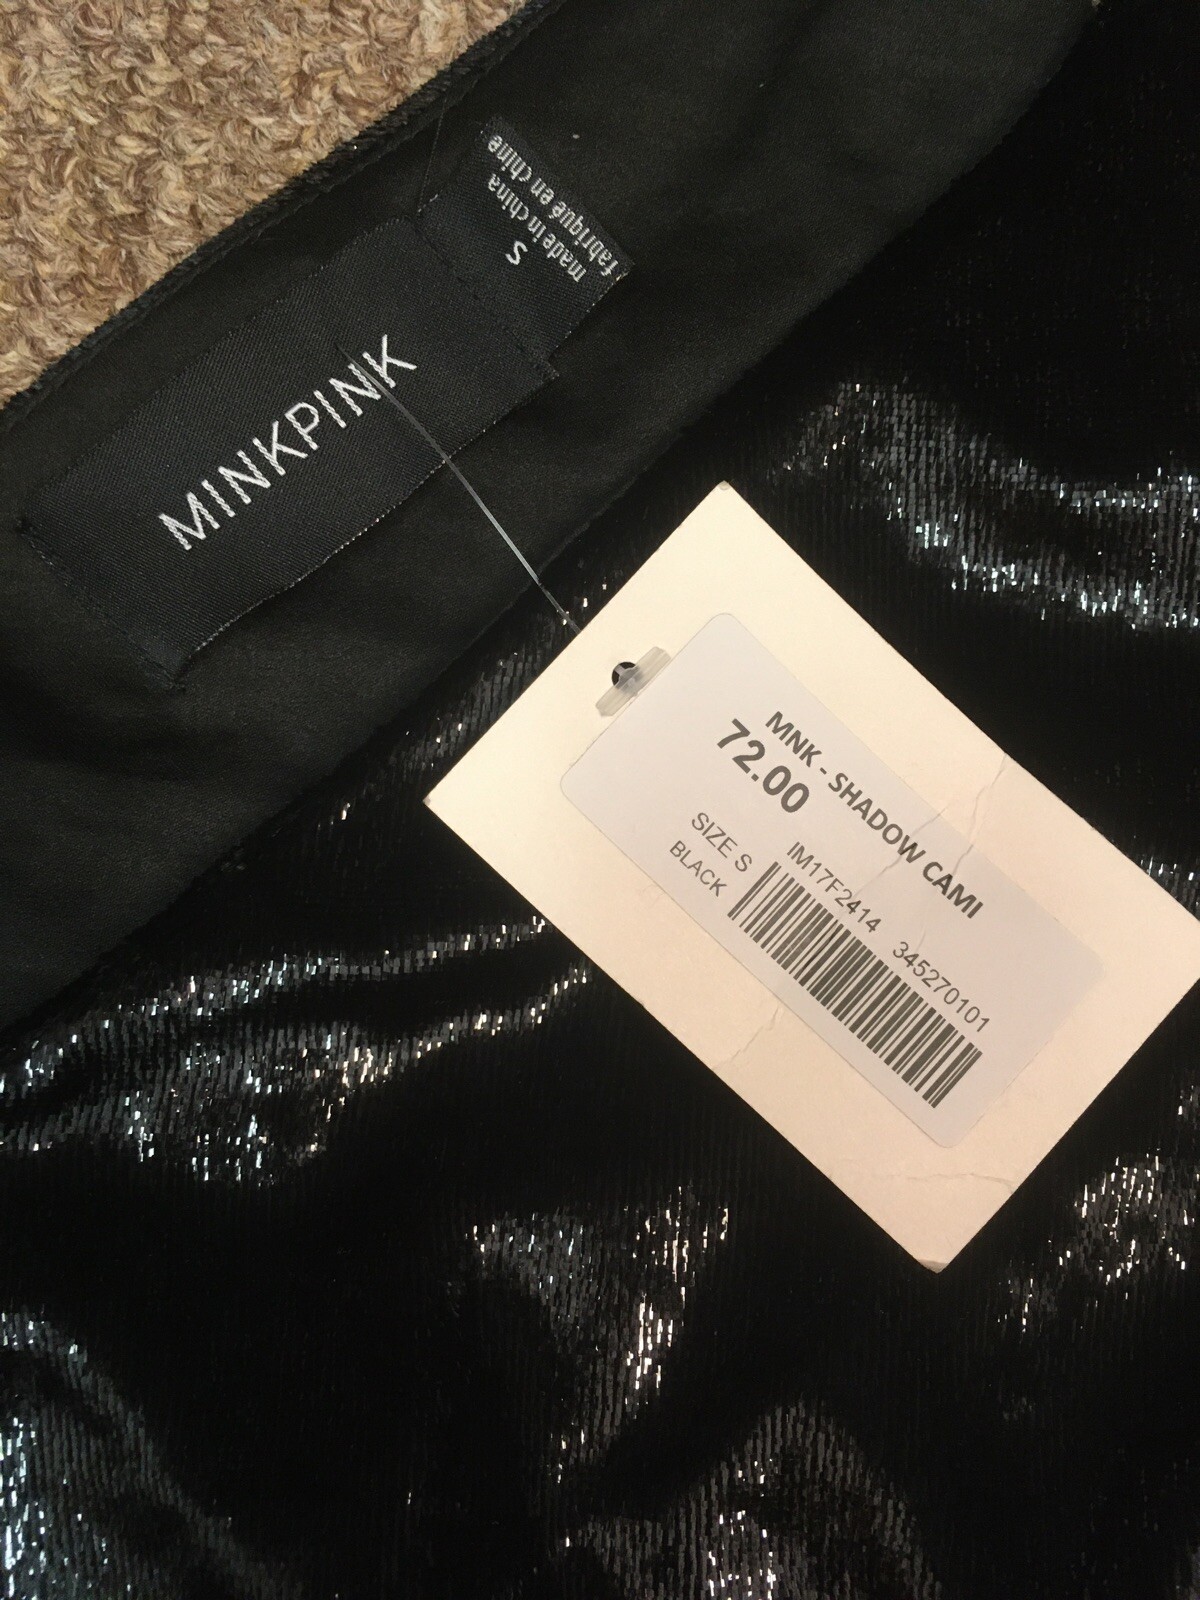 MINKPINK
S
made in china
fabriqué en chine
MNK - SHADOW CAMI
72.00
SIZE S IM17F2414 345270101
BLACK